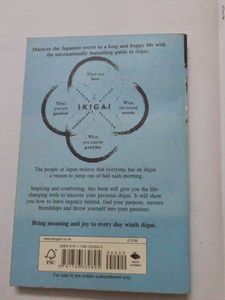 Discover the Japanese secret to a long and happy life with
the internationally bestselling guide to ikigai.
What you
love
What you
are good at
IKIGAI
What the world
needs
What you
can be
paid for
The people of Japan believe that everyone has an ikigai
– a reason to jump out of bed each morning.
Inspiring and comforting, this book will give you the life-
changing tools to uncover your personal ikigai. It will
show you how to leave urgency behind, find your purpose, nurture
friendships and throw yourself into your passions.
Bring meaning and joy to every day with ikigai.
FSC
For sale in the Indian subcontinent only